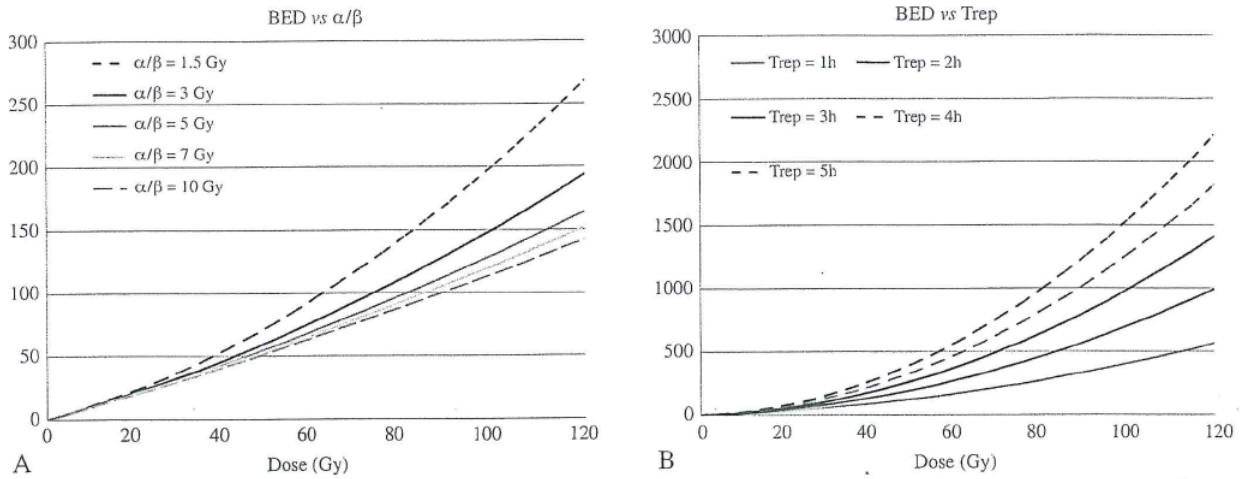 BED vs α/β
300
250
200
150
100
50
0
α/β = 1.5 Gy
α/β = 3 Gy
α/β = 5 Gy
α/β = 7 Gy
α/β = 10 Gy
0 20 40 60 80 100 120
Dose (Gy)
A
BED vs Trep
3000
2500
2000
1500
1000
500
0
Trep = 1h Trep = 2h
Trep = 3h Trep = 4h
Trep = 5h
0 20 40 60 80 100 120
Dose (Gy)
B